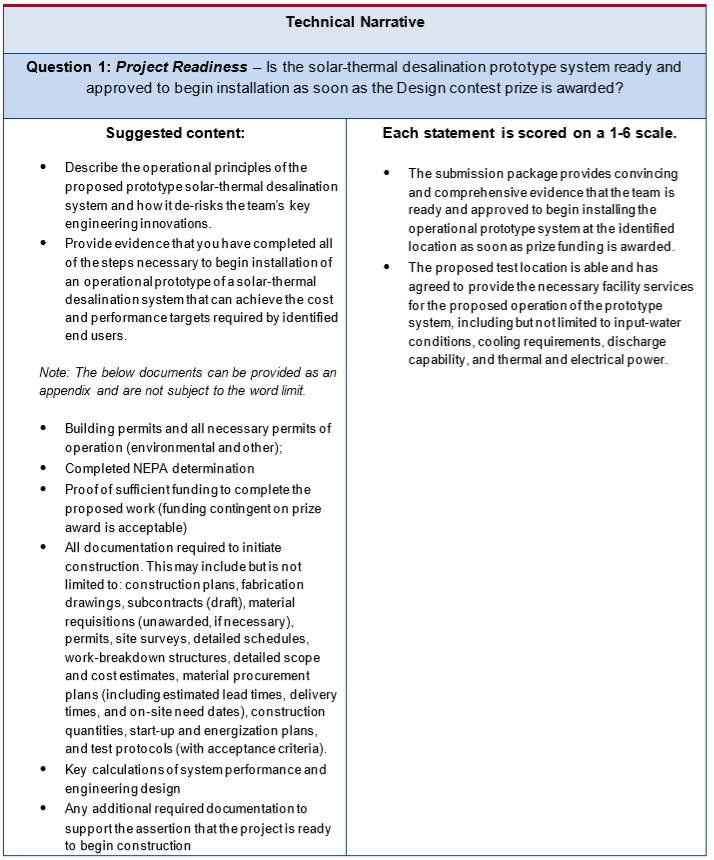 Technical Narrative
Question 1: Project Readiness – Is the solar-thermal desalination prototype system ready and
approved to begin installation as soon as the Design contest prize is awarded?
Suggested content:
• Describe the operational principles of the
proposed prototype solar-thermal desalination
system and how it de-risks the team's key
engineering innovations.
• Provide evidence that you have completed all
of the steps necessary to begin installation of
an operational prototype of a solar-thermal
desalination system that can achieve the cost
and performance targets required by identified
end users.
Note: The below documents can be provided as an
appendix and are not subject to the word limit.
• Building permits and all necessary permits of
operation (environmental and other);
• Completed NEPA determination
• Proof of sufficient funding to complete the
proposed work (funding contingent on prize
award is acceptable)
• All documentation required to initiate
construction. This may include but is not
limited to: construction plans, fabrication
drawings, subcontracts (draft), material
requisitions (unawarded, if necessary),
permits, site surveys, detailed schedules,
work-breakdown structures, detailed scope
and cost estimates, material procurement
plans (including estimated lead times, delivery
times, and on-site need dates), construction
quantities, start-up and energization plans,
and test protocols (with acceptance criteria).
• Key calculations of system performance and
engineering design
• Any additional required documentation to
support the assertion that the project is ready
to begin construction
Each statement is scored on a 1-6 scale.
• The submission package provides convincing
and comprehensive evidence that the team is
ready and approved to begin installing the
operational prototype system at the identified
location as soon as prize funding is awarded.
• The proposed test location is able and has
agreed to provide the necessary facility services
for the proposed operation of the prototype
system, including but not limited to input-water
conditions, cooling requirements, discharge
capability, and thermal and electrical power.